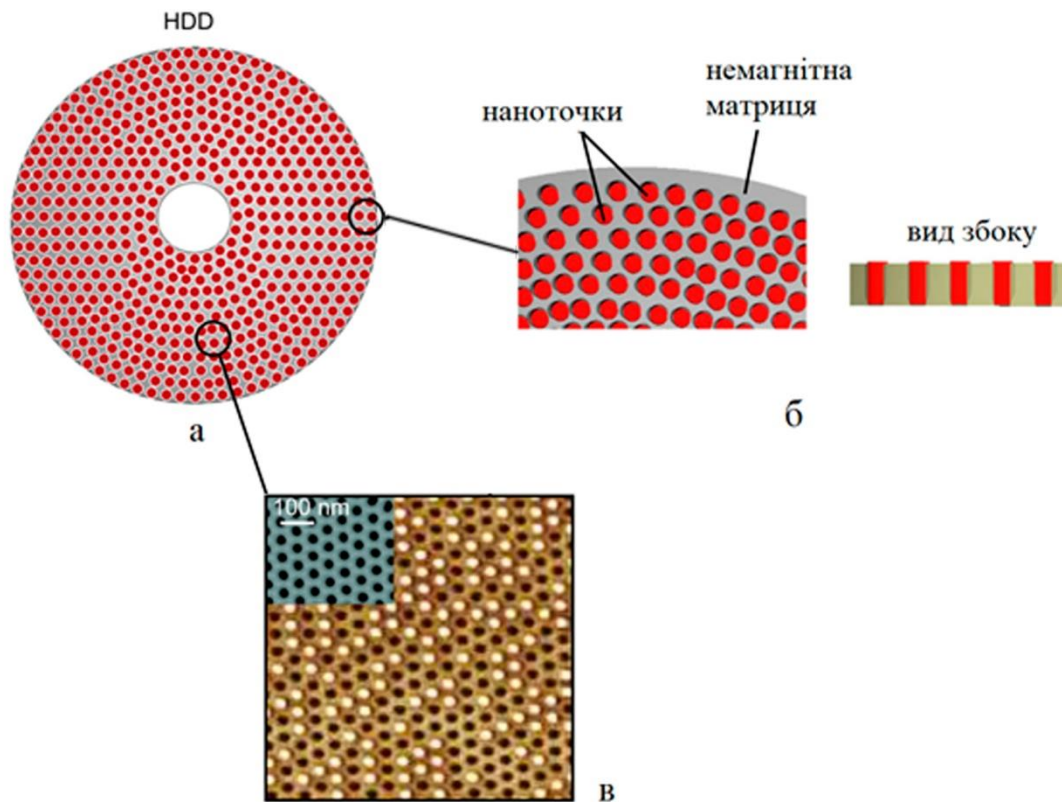 HDD
немагнітна
матриця
наноточки
вид збоку
а
б
100 nm
в